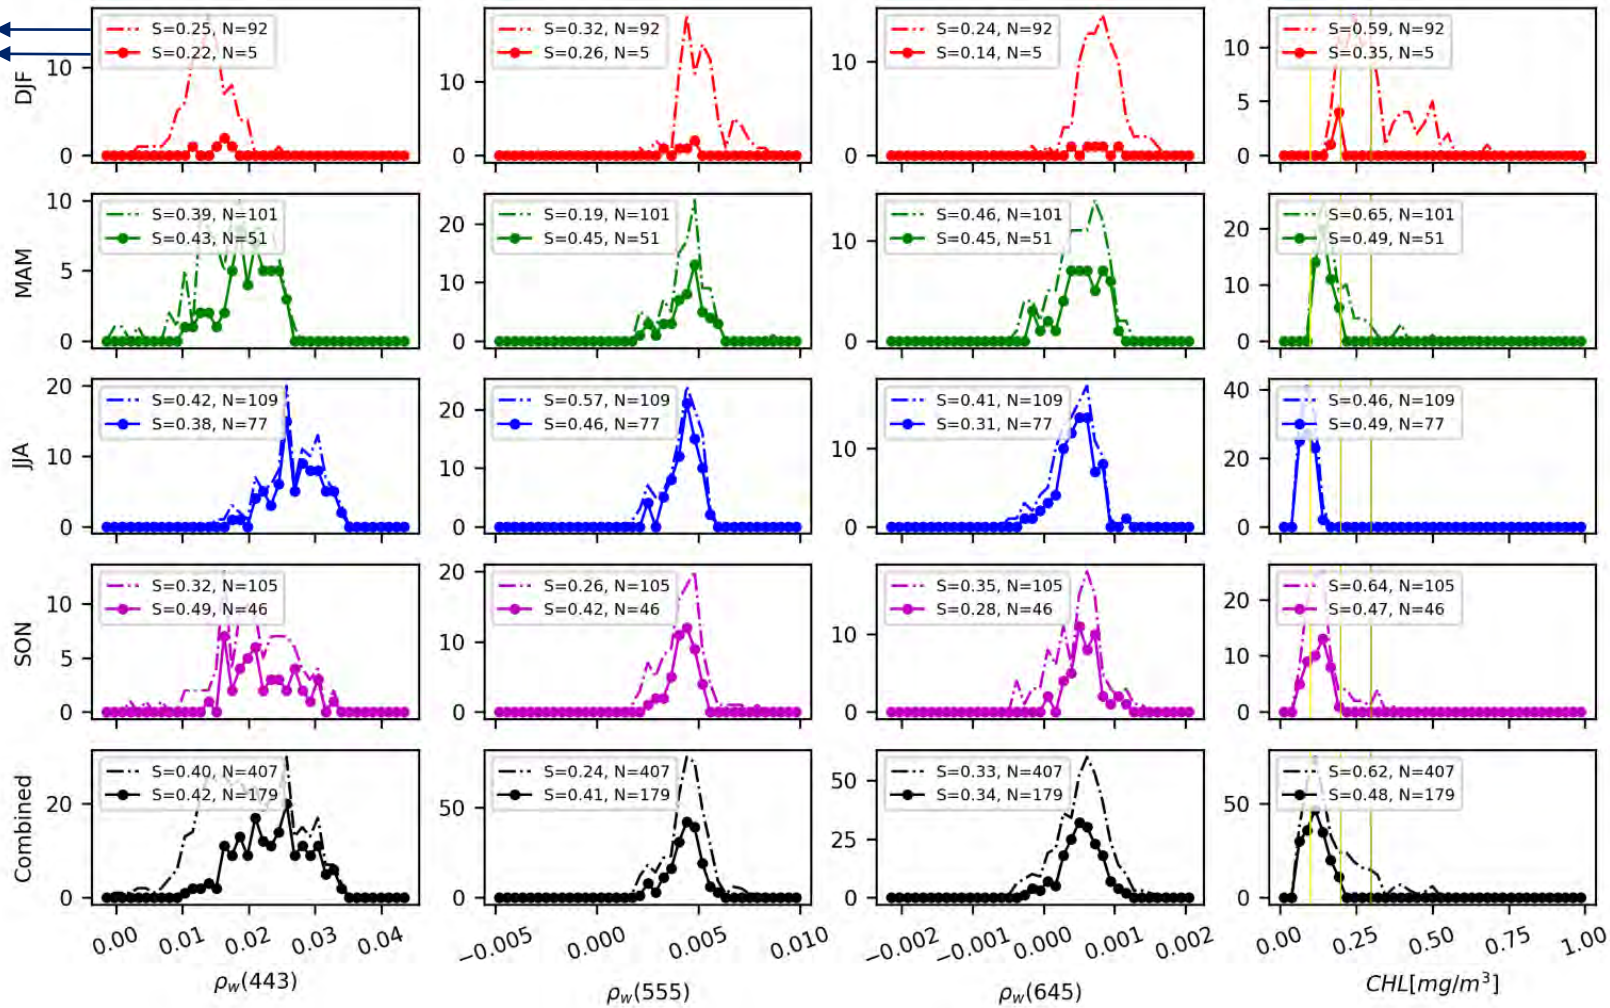 S=0.25, N=92
S=0.22, N=5
S=0.32, N=92
S=0.26, N=5
S=0.24, N=92
S=0.14, N=5
S=0.59, N=92
S=0.35, N=5
DJF
10
0
10
0
10
0
10
5
0
S=0.39, N=101
S=0.43, N=51
S=0.19, N=101
S=0.45, N=51
S=0.46, N=101
S=0.45, N=51
S=0.65, N=101
S=0.49, N=51
MAM
10
5
0
20
10
0
10
0
20
10
0
S=0.42, N=109
S=0.38, N=77
S=0.57, N=109
S=0.46, N=77
S=0.41, N=109
S=0.31, N=77
S=0.46, N=109
S=0.49, N=77
JJA
20
10
0
20
10
0
10
0
40
20
0
S=0.32, N=105
S=0.49, N=46
S=0.26, N=105
S=0.42, N=46
S=0.35, N=105
S=0.28, N=46
S=0.64, N=105
S=0.47, N=46
SON
10
5
0
20
10
0
10
0
20
10
0
S=0.40, N=407
S=0.42, N=179
S=0.24, N=407
S=0.41, N=179
S=0.33, N=407
S=0.34, N=179
S=0.62, N=407
S=0.48, N=179
Combined
20
0
50
0
50
25
0
50
0
0.00 0.01 0.02 0.03 0.04
−0.005 0.000 0.005 0.010
−0.002 −0.001 0.000 0.001 0.002
0.00 0.25 0.50 0.75 1.00
ρw(443)
ρw(555)
ρw(645)
CHL[mg/m³]